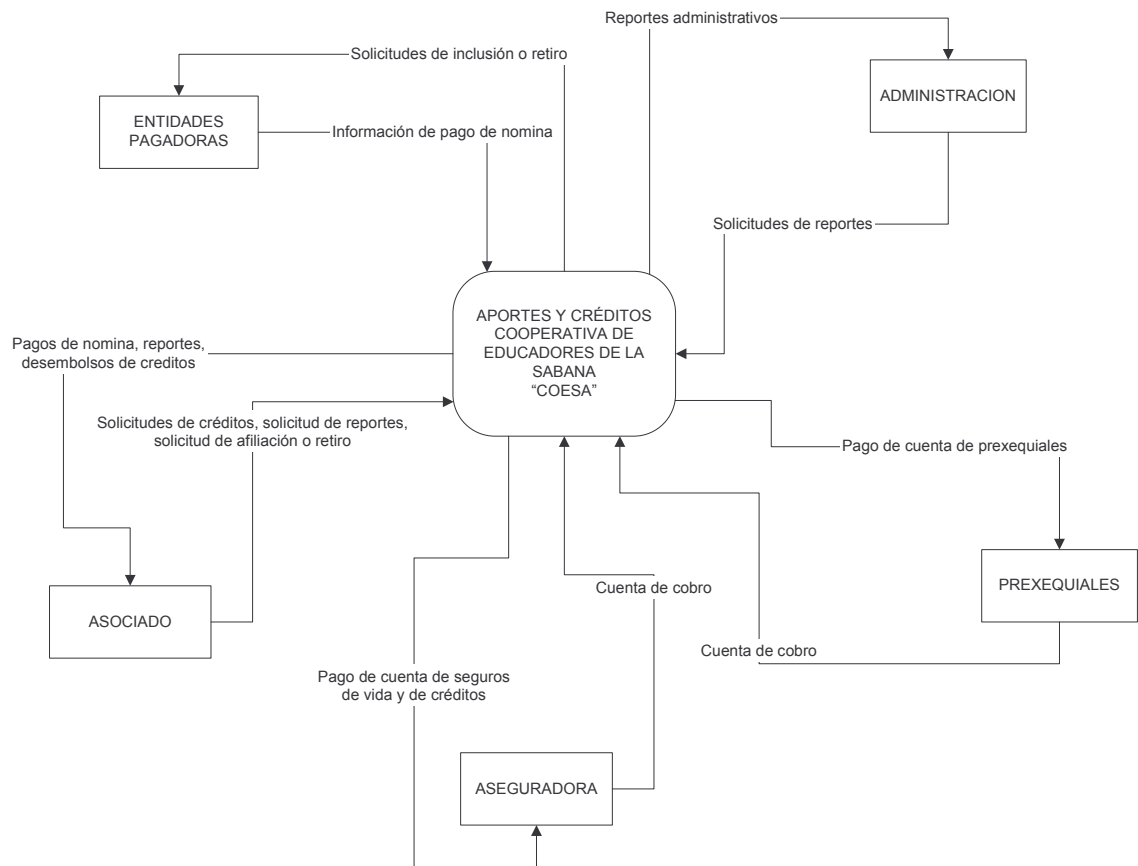 Reportes administrativos
Solicitudes de inclusión o retiro
ADMINISTRACION
ENTIDADES
PAGADORAS
Información de pago de nomina
Solicitudes de reportes
APORTES Y CRÉDITOS
COOPERATIVA DE
EDUCADORES DE LA
SABANA
“COESA”
Pagos de nomina, reportes,
desembolsos de creditos
Solicitudes de créditos, solicitud de reportes,
solicitud de afiliación o retiro
Pago de cuenta de prexequiales
PREXEQUIALES
Cuenta de cobro
ASOCIADO
Cuenta de cobro
Pago de cuenta de seguros
de vida y de créditos
ASEGURADORA